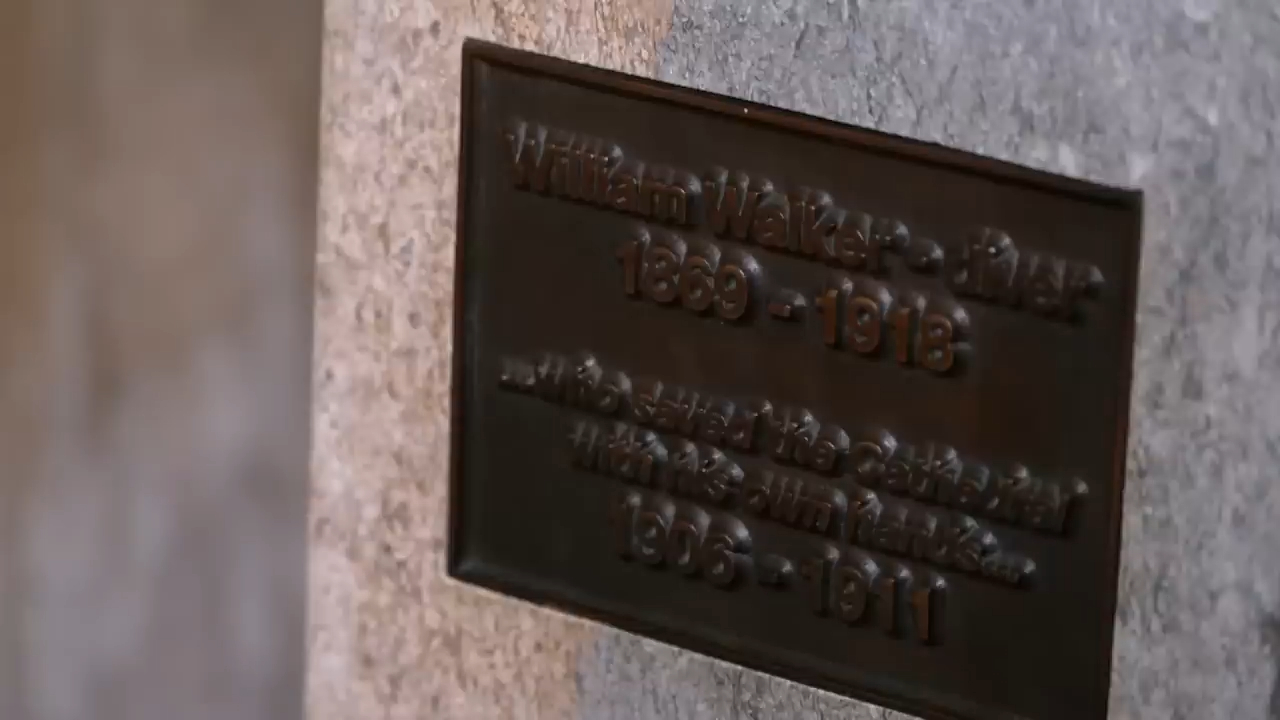 William Walker - diver
1869 - 1918
"...who saved the Cathedral
with his own hands..."
1906 - 1911